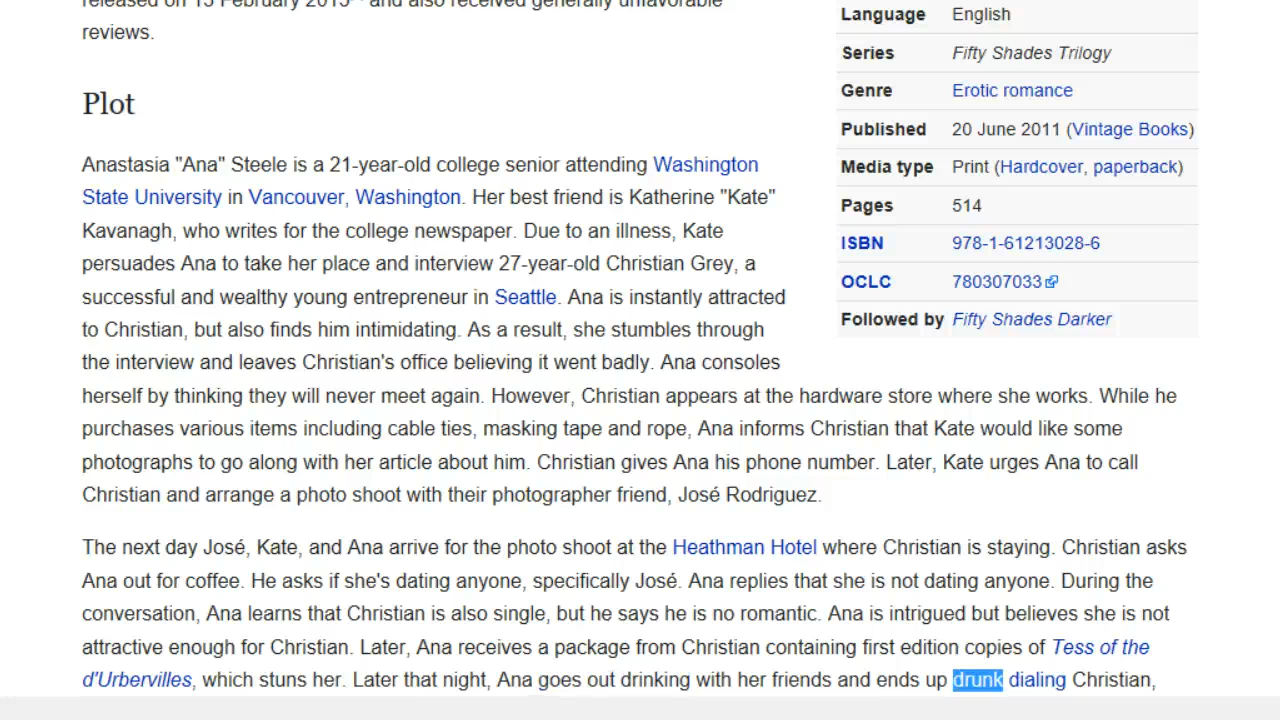 released on 13 February 2015 and also received generally unfavorable
reviews.
Plot
Anastasia "Ana" Steele is a 21-year-old college senior attending Washington
State University in Vancouver, Washington. Her best friend is Katherine "Kate"
Kavanagh, who writes for the college newspaper. Due to an illness, Kate
persuades Ana to take her place and interview 27-year-old Christian Grey, a
successful and wealthy young entrepreneur in Seattle. Ana is instantly attracted
to Christian, but also finds him intimidating. As a result, she stumbles through
the interview and leaves Christian's office believing it went badly. Ana consoles
herself by thinking they will never meet again. However, Christian appears at the hardware store where she works. While he
purchases various items including cable ties, masking tape and rope, Ana informs Christian that Kate would like some
photographs to go along with her article about him. Christian gives Ana his phone number. Later, Kate urges Ana to call
Christian and arrange a photo shoot with their photographer friend, José Rodriguez.
The next day José, Kate, and Ana arrive for the photo shoot at the Heathman Hotel where Christian is staying. Christian asks
Ana out for coffee. He asks if she's dating anyone, specifically José. Ana replies that she is not dating anyone. During the
conversation, Ana learns that Christian is also single, but he says he is no romantic. Ana is intrigued but believes she is not
attractive enough for Christian. Later, Ana receives a package from Christian containing first edition copies of Tess of the
d'Urbervilles, which stuns her. Later that night, Ana goes out drinking with her friends and ends up drunk dialing Christian,
Language English
Series Fifty Shades Trilogy
Genre Erotic romance
Published 20 June 2011 (Vintage Books)
Media type Print (Hardcover, paperback)
Pages 514
ISBN 978-1-61213028-6
OCLC 780307033
Followed by Fifty Shades Darker